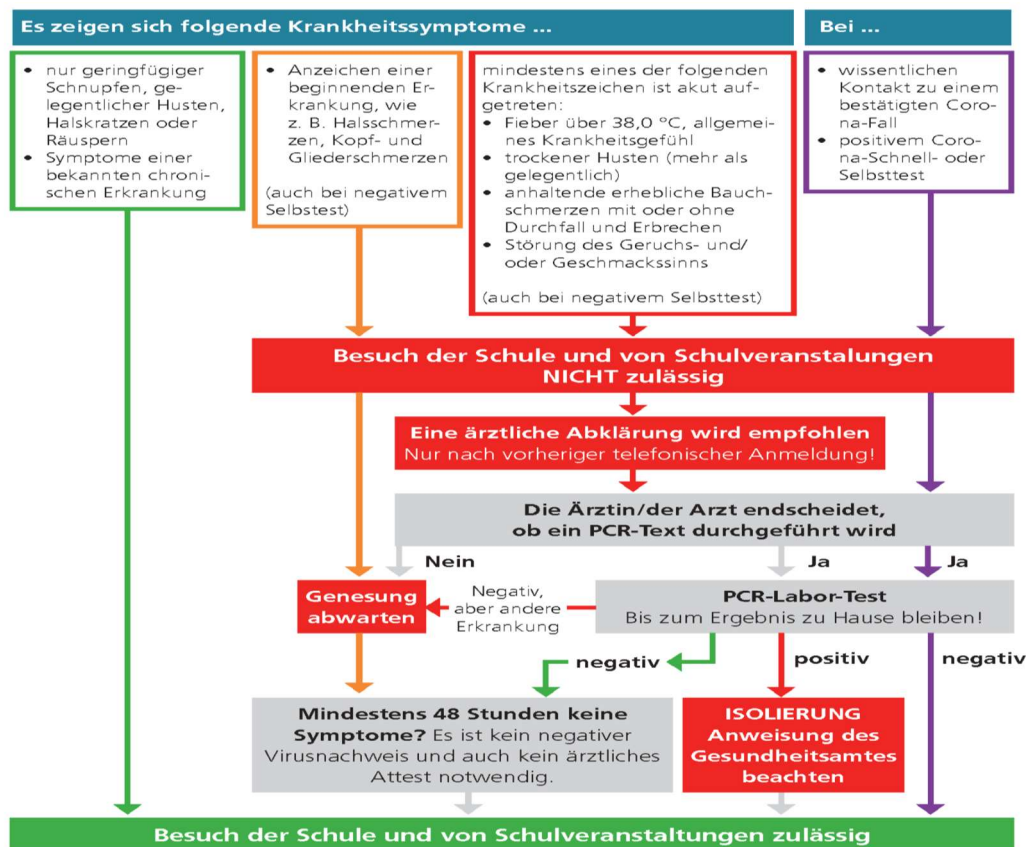 Es zeigen sich folgende Krankheitssymptome ...
Bei ...
• nur geringfügiger
Schnupfen, ge-
legentlicher Husten,
Halskratzen oder
Räuspern
• Symptome einer
bekannten chroni-
schen Erkrankung
• Anzeichen einer
beginnenden Er-
krankung, wie
z. B. Halsschmer-
zen, Kopf- und
Gliederschmerzen
(auch bei negativem
Selbstest)
mindestens eines der folgenden
Krankheitszeichen ist akut auf-
getreten:
• Fieber über 38,0 °C, allgemei-
nes Krankheitsgefühl
• trockener Husten (mehr als
gelegentlich)
• anhaltende erhebliche Bauch-
schmerzen mit oder ohne
Durchfall und Erbrechen
• Störung des Geruchs- und/
oder Geschmackssinns
(auch bei negativem Selbsttest)
• wissentlichen
Kontakt zu einem
bestätigten Coro-
na-Fall
• positivem Coro-
na-Schnell- oder
Selbsttest
Besuch der Schule und von Schulveranstalungen
NICHT zulässig
Eine ärztliche Abklärung wird empfohlen
Nur nach vorheriger telefonischer Anmeldung!
Die Ärztin/der Arzt endscheidet,
ob ein PCR-Text durchgeführt wird
Nein
Ja
Ja
Genesung
abwarten
Negativ,
aber andere
Erkrankung
PCR-Labor-Test
Bis zum Ergebnis zu Hause bleiben!
negativ
positiv
negativ
Mindestens 48 Stunden keine
Symptome? Es ist kein negativer
Virusnachweis und auch kein ärztliches
Attest notwendig.
ISOLIERUNG
Anweisung des
Gesundheitsamtes
beachten
Besuch der Schule und von Schulveranstaltungen zulässig